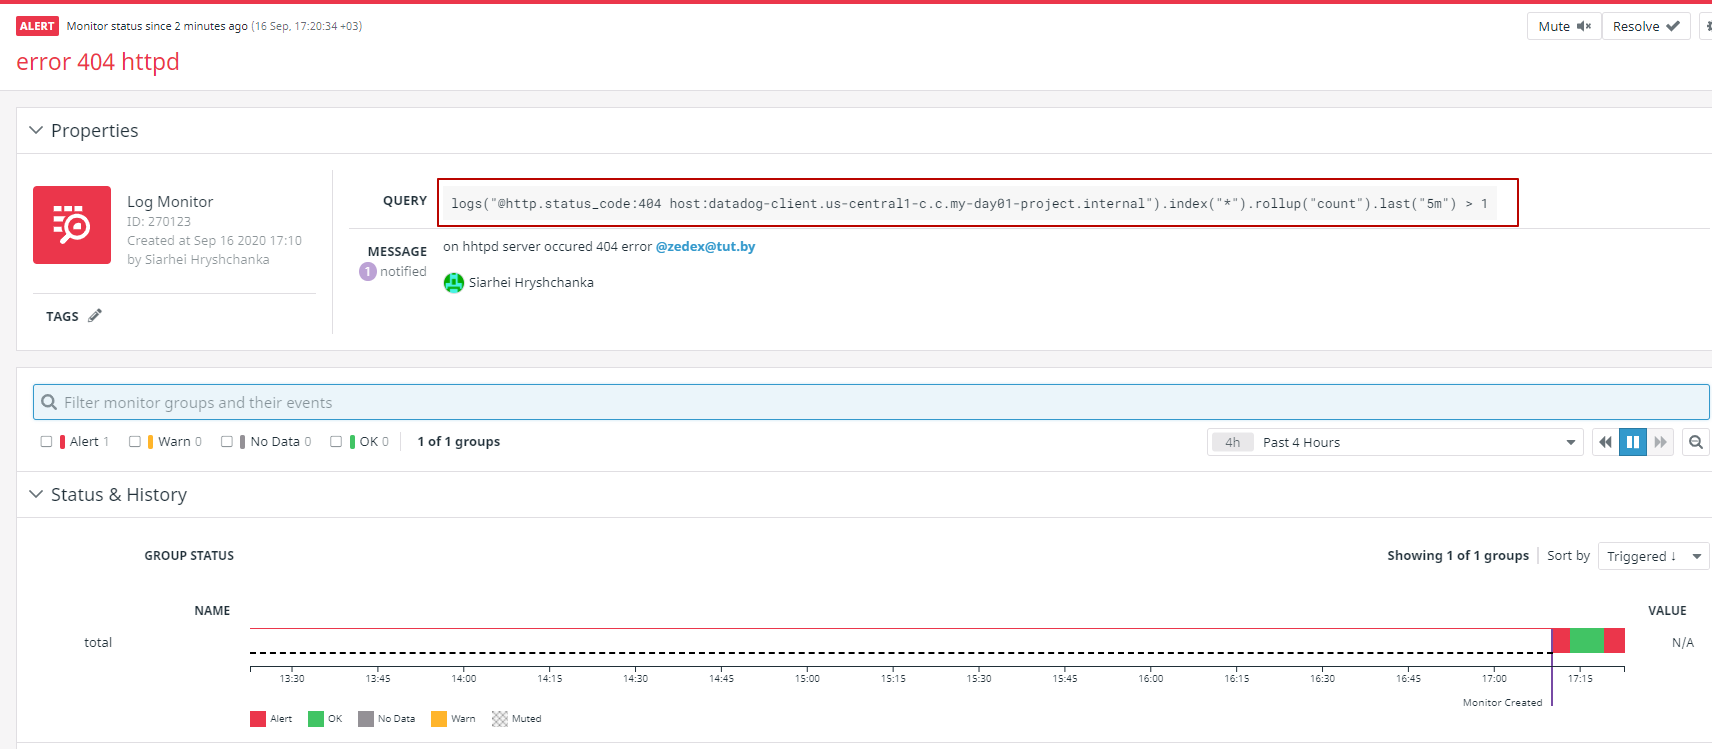 ALERT Monitor status since 2 minutes ago (16 Sep, 17:20:34 +03)
Mute Resolve
error 404 httpd
Properties
Log Monitor
ID: 270123
Created at Sep 16 2020 17:10
by Siarhei Hryshchanka
TAGS
QUERY logs("@http.status_code:404 host:datadog-client.us-central1-c.c.my-day01-project.internal").index("*").rollup("count").last("5m") > 1
MESSAGE on hhtpd server occured 404 error @zedex@tut.by
1 notified
Siarhei Hryshchanka
Filter monitor groups and their events
Alert 1 Warn 0 No Data 0 OK 0 1 of 1 groups
4h Past 4 Hours
Status & History
GROUP STATUS
Showing 1 of 1 groups Sort by Triggered ↓
NAME VALUE
total N/A
13:30 13:45 14:00 14:15 14:30 14:45 15:00 15:15 15:30 15:45 16:00 16:15 16:30 16:45 17:00 17:15
Monitor Created
Alert OK No Data Warn Muted